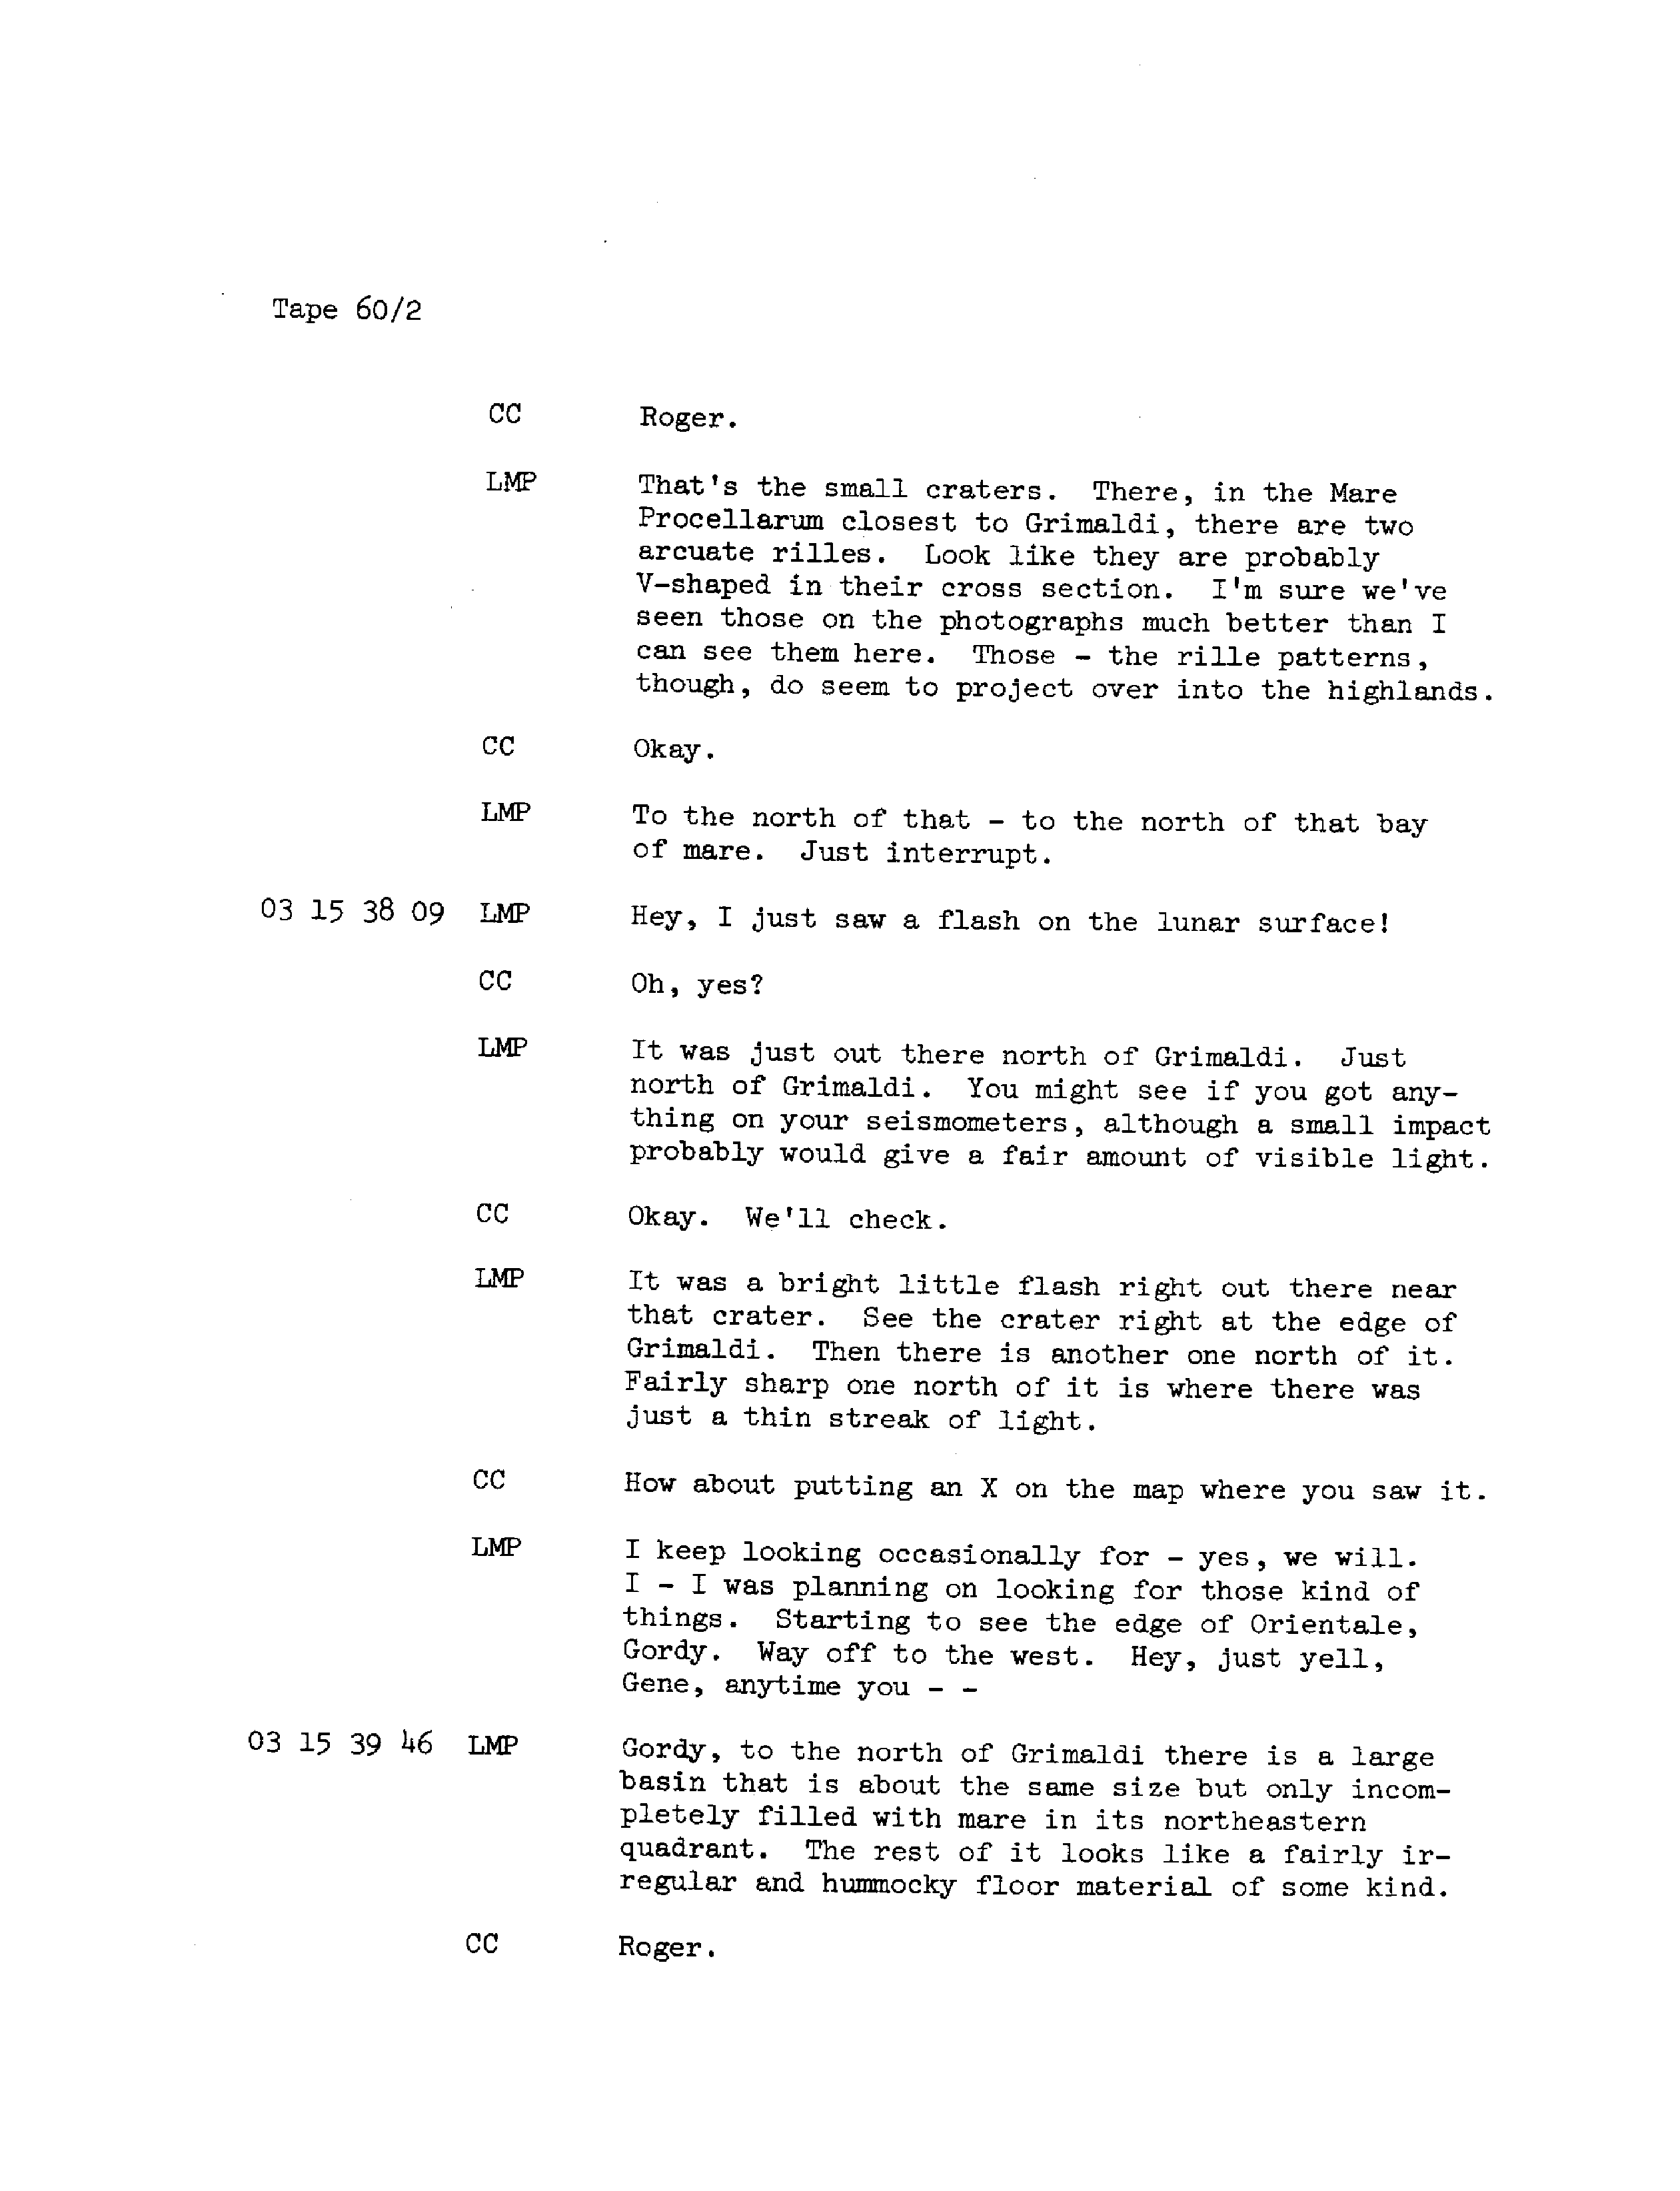 Tape 60/2
CC Roger.
LMP That's the small craters. There, in the Mare
Procellarum closest to Grimaldi, there are two
arcuate rilles. Look like they are probably
V-shaped in their cross section. I'm sure we've
seen those on the photographs much better than I
can see them here. Those - the rille patterns,
though, do seem to project over into the highlands.
CC Okay.
LMP To the north of that - to the north of that bay
of mare. Just interrupt.
03 15 38 09 LMP Hey, I just saw a flash on the lunar surface!
CC Oh, yes?
LMP It was just out there north of Grimaldi. Just
north of Grimaldi. You might see if you got any-
thing on your seismometers, although a small impact
probably would give a fair amount of visible light.
CC Okay. We'll check.
LMP It was a bright little flash right out there near
that crater. See the crater right at the edge of
Grimaldi. Then there is another one north of it.
Fairly sharp one north of it is where there was
just a thin streak of light.
CC How about putting an X on the map where you saw it.
LMP I keep looking occasionally for - yes, we will.
I - I was planning on looking for those kind of
things. Starting to see the edge of Orientale,
Gordy. Way off to the west. Hey, just yell,
Gene, anytime you - -
03 15 39 46 LMP Gordy, to the north of Grimaldi there is a large
basin that is about the same size but only incom-
pletely filled with mare in its northeastern
quadrant. The rest of it looks like a fairly ir-
regular and hummocky floor material of some kind.
CC Roger.